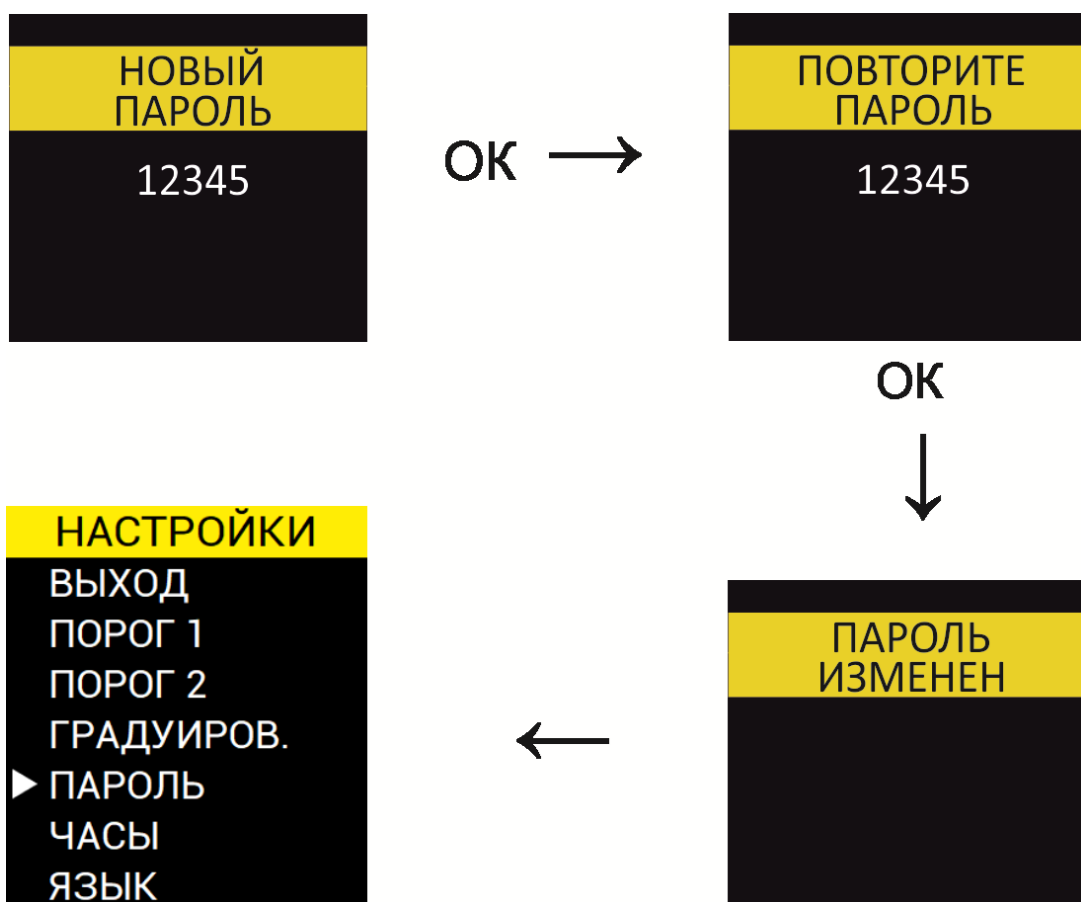 НОВЫЙ
ПАРОЛЬ
12345
ОК
ПОВТОРИТЕ
ПАРОЛЬ
12345
ОК
ПАРОЛЬ
ИЗМЕНЕН
НАСТРОЙКИ
ВЫХОД
ПОРОГ 1
ПОРОГ 2
ГРАДУИРОВ.
ПАРОЛЬ
ЧАСЫ
ЯЗЫК